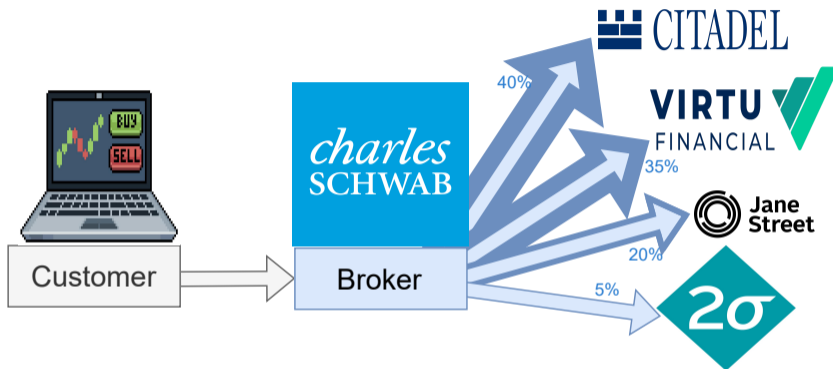 BUY
SELL
Customer
charles
SCHWAB
Broker
40%
35%
20%
5%
CITADEL
VIRTU
FINANCIAL
Jane
Street
2σ